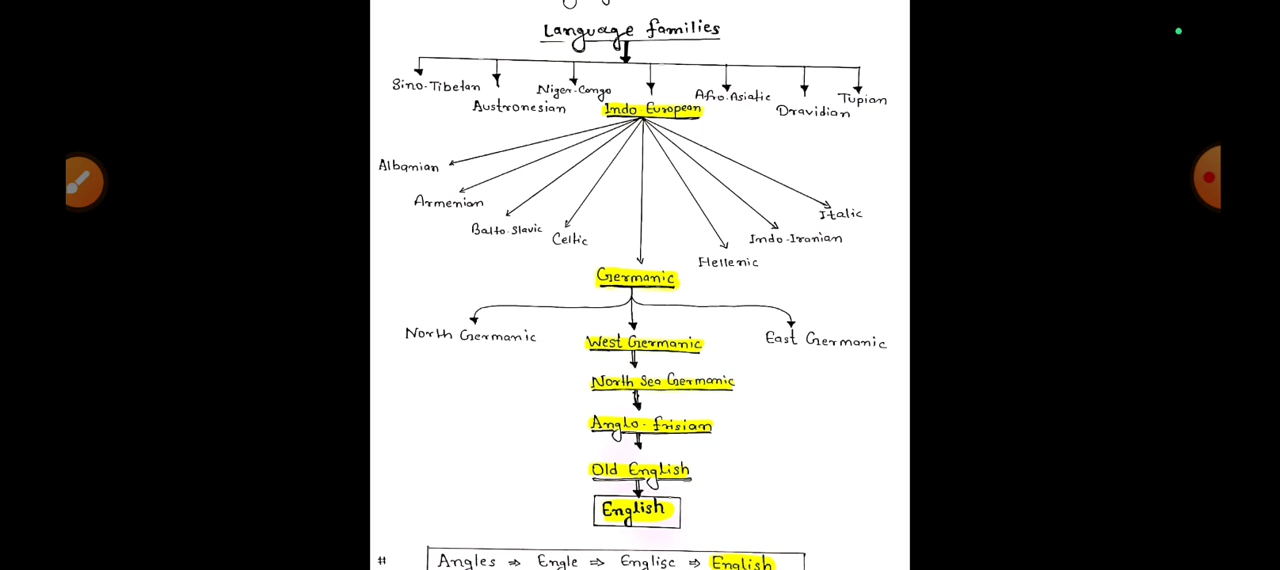 Language families
Sino-Tibetan Niger-Congo Afro-Asiatic Tupian
Austronesian Indo-European Dravidian
Albanian
Armenian
Balto-Slavic Celtic Germanic Hellenic Indo-Iranian Italic
North Germanic West Germanic East Germanic
North Sea Germanic
Anglo-frisian
Old English
English
# Angles ⇒ Engle ⇒ Englisc ⇒ English